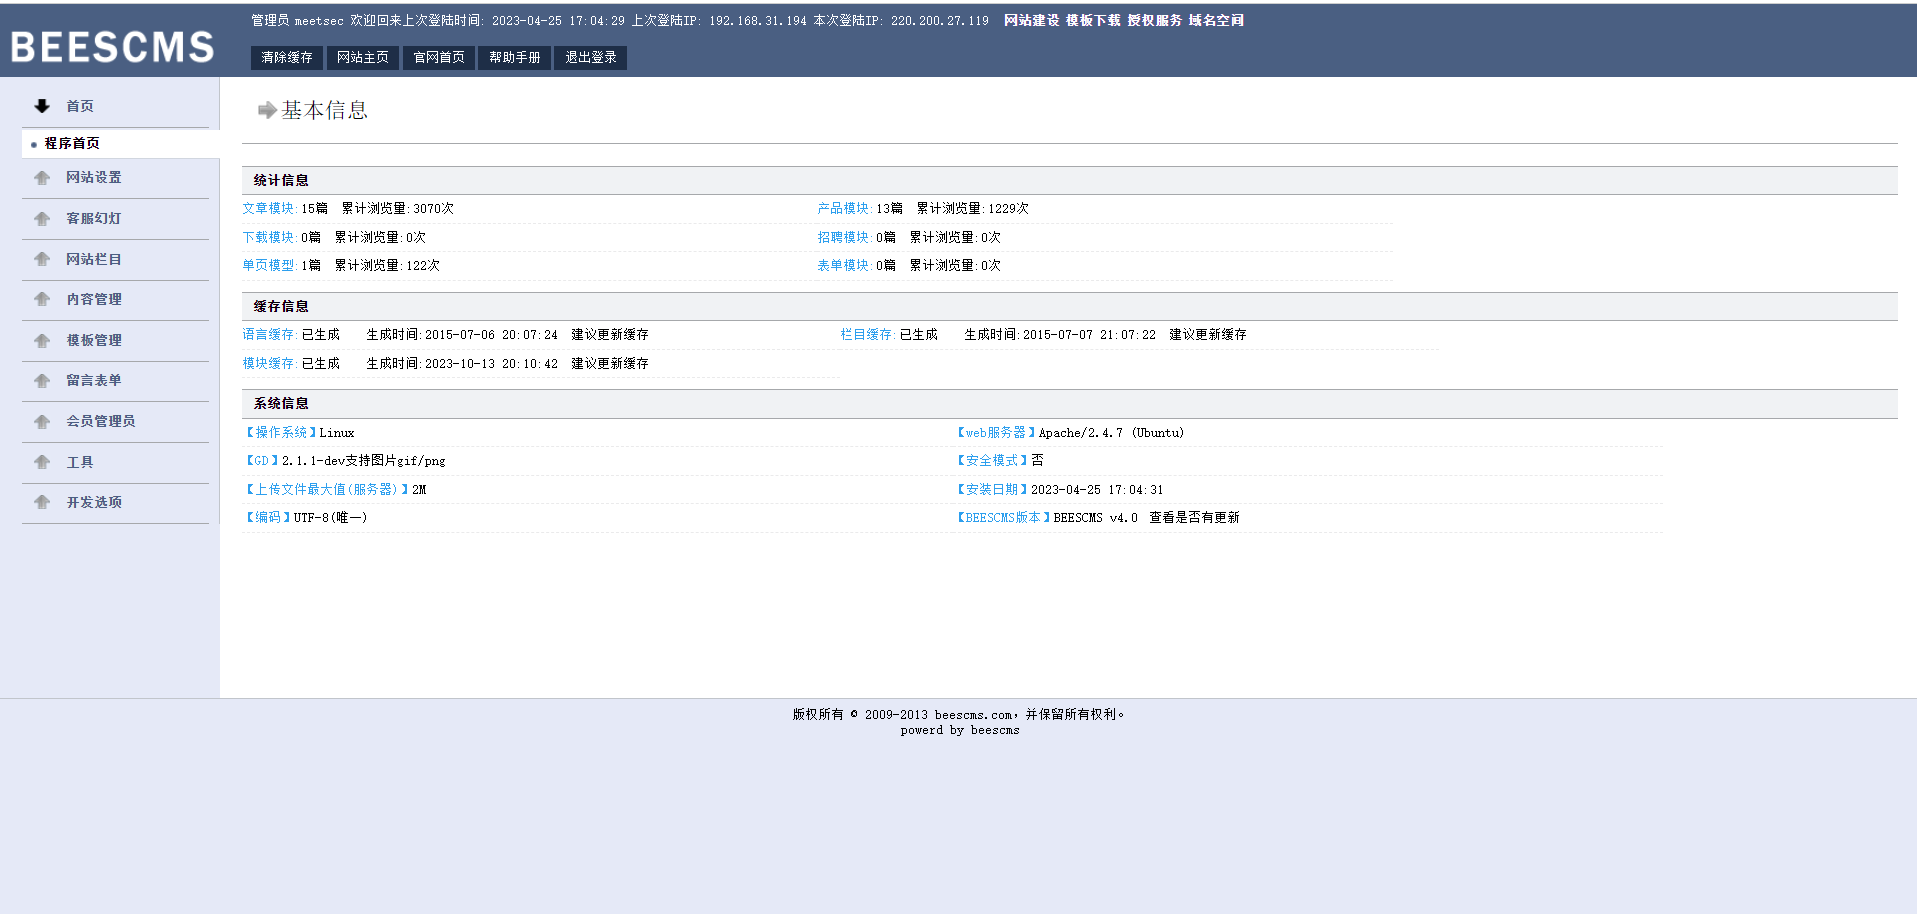 BEESCMS
管理员 meetsec 欢迎回来上次登陆时间: 2023-04-25 17:04:29 上次登陆IP: 192.168.31.194 本次登陆IP: 220.200.27.119 网站建设 模板下载 授权服务 域名空间
清除缓存 网站主页 官网首页 帮助手册 退出登录
首页
程序首页
网站设置
客服幻灯
网站栏目
内容管理
模板管理
留言表单
会员管理员
工具
开发选项
基本信息
统计信息
文章模块:15篇 累计浏览量:3070次 产品模块:13篇 累计浏览量:1229次
下载模块:0篇 累计浏览量:0次 招聘模块:0篇 累计浏览量:0次
单页模型:1篇 累计浏览量:122次 表单模块:0篇 累计浏览量:0次
缓存信息
语言缓存:已生成 生成时间:2015-07-06 20:07:24 建议更新缓存 栏目缓存:已生成 生成时间:2015-07-07 21:07:22 建议更新缓存
模块缓存:已生成 生成时间:2023-10-13 20:10:42 建议更新缓存
系统信息
【操作系统】Linux 【web服务器】Apache/2.4.7 (Ubuntu)
【GD】2.1.1-dev支持图片gif/png 【安全模式】否
【上传文件最大值(服务器)】2M 【安装日期】2023-04-25 17:04:31
【编码】UTF-8(唯一) 【BEESCMS版本】BEESCMS v4.0 查看是否有更新
版权所有 © 2009-2013 beescms.com，并保留所有权利。
powerd by beescms